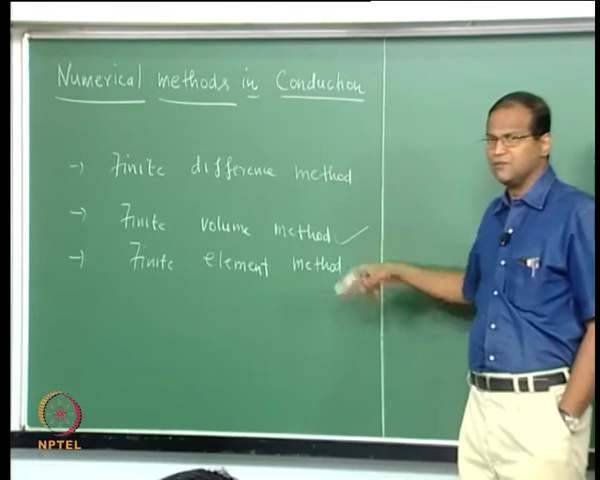 Numerical methods in Conduction
→) Finite difference method
→) Finite volume method ✓
→) Finite element method
NPTEL